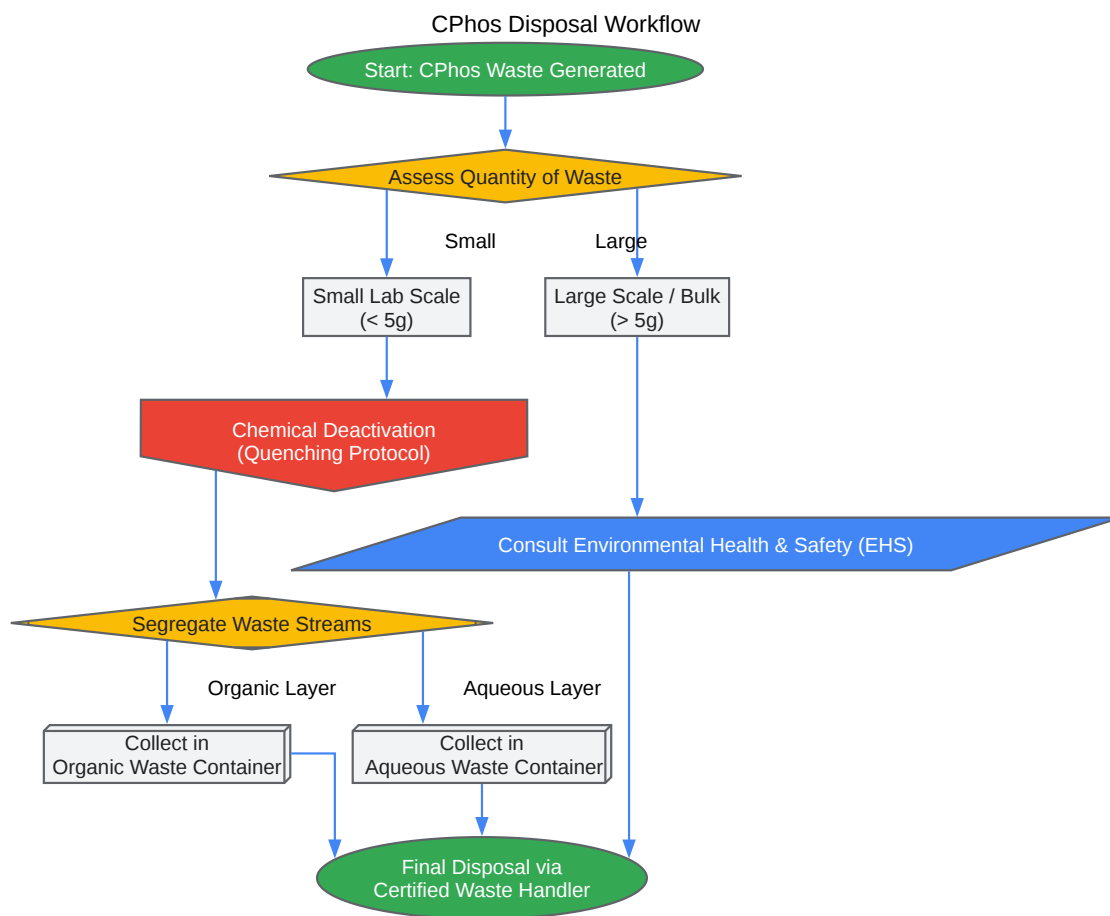 CPhos Disposal Workflow
Start: CPhos Waste Generated
Assess Quantity of Waste
Small
Large
Small Lab Scale
(< 5g)
Large Scale / Bulk
(> 5g)
Chemical Deactivation
(Quenching Protocol)
Consult Environmental Health & Safety (EHS)
Segregate Waste Streams
Organic Layer
Aqueous Layer
Collect in
Organic Waste Container
Collect in
Aqueous Waste Container
Final Disposal via
Certified Waste Handler